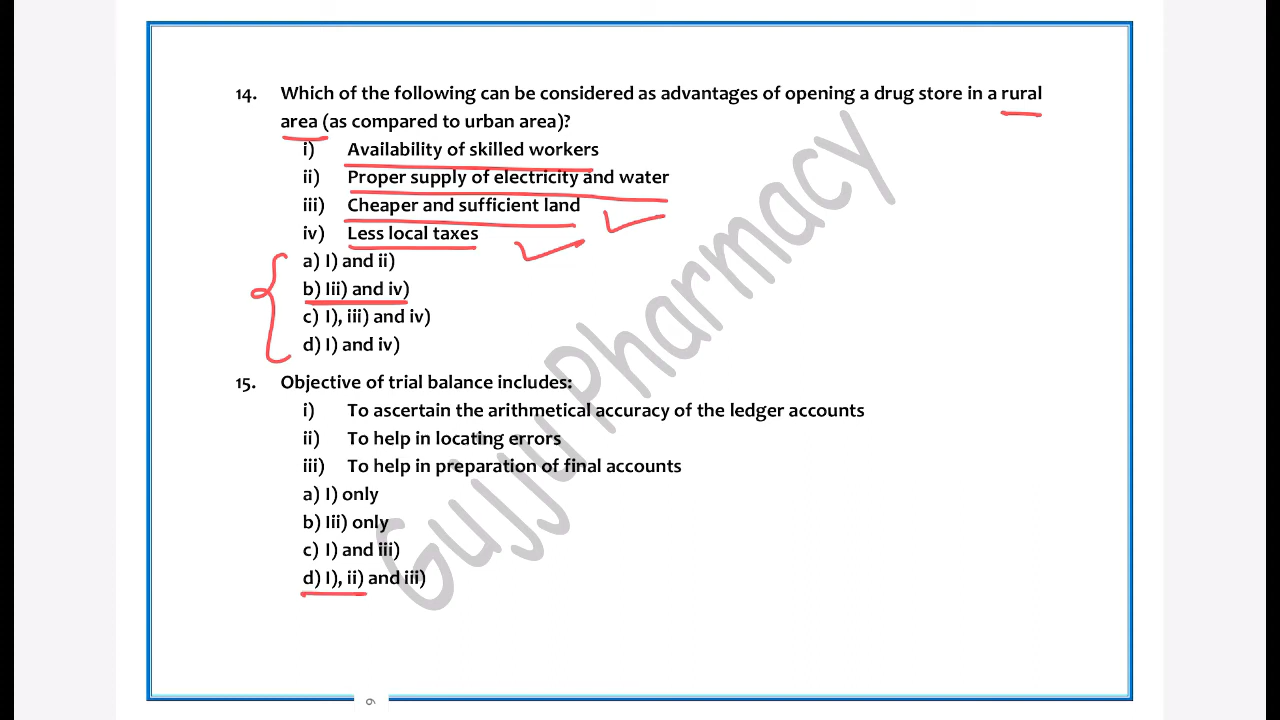 14. Which of the following can be considered as advantages of opening a drug store in a rural
area (as compared to urban area)?
i) Availability of skilled workers
ii) Proper supply of electricity and water
iii) Cheaper and sufficient land
iv) Less local taxes
a) I) and ii)
b) Iii) and iv)
c) I), iii) and iv)
d) I) and iv)
15. Objective of trial balance includes:
i) To ascertain the arithmetical accuracy of the ledger accounts
ii) To help in locating errors
iii) To help in preparation of final accounts
a) I) only
b) Iii) only
c) I) and iii)
d) I), ii) and iii)
Gujju Pharmacy
6